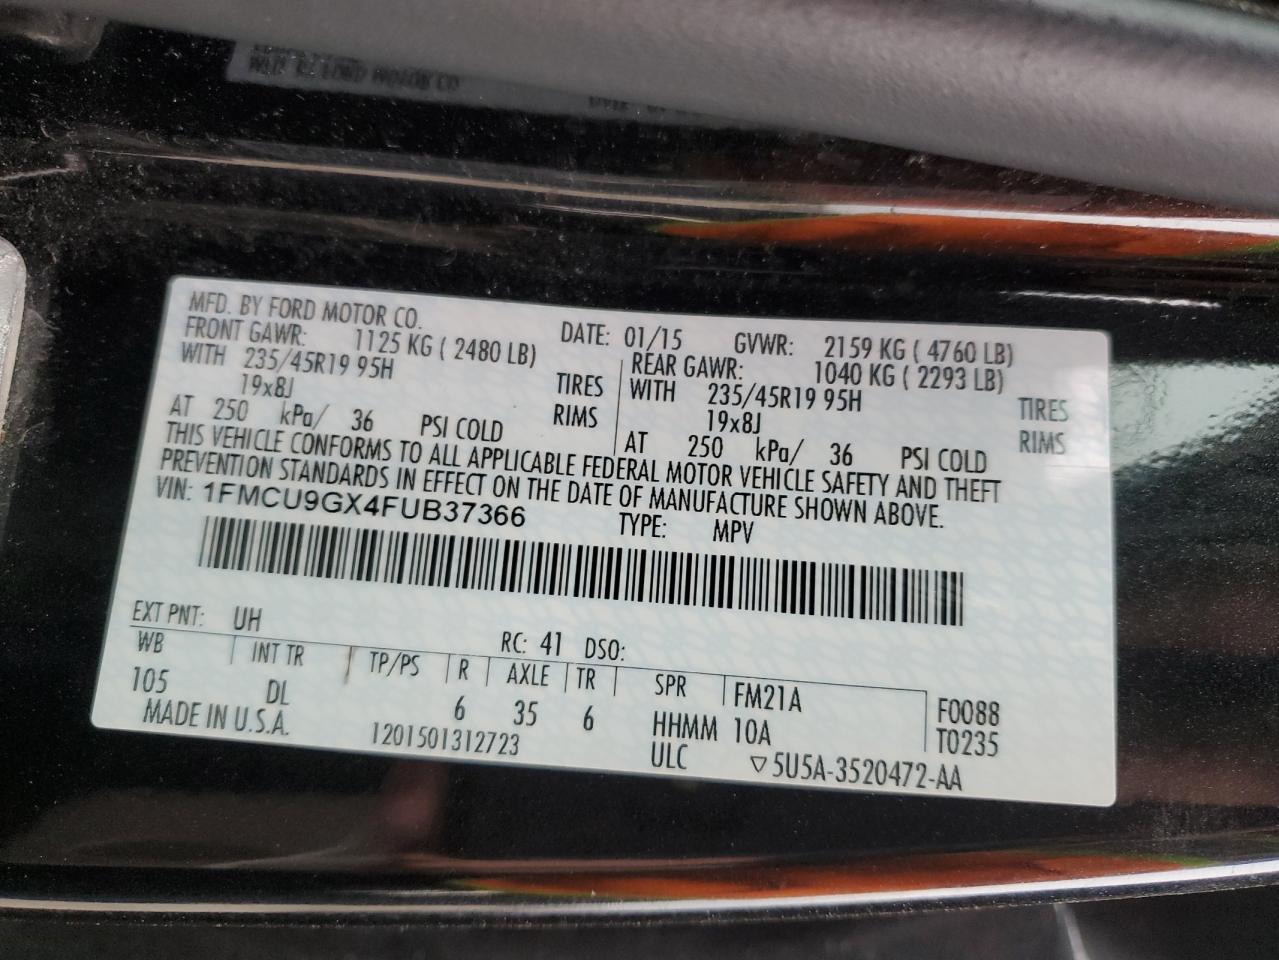 MFD. BY FORD MOTOR CO. DATE: 01/15 GVWR: 2159 KG ( 4760 LB)
FRONT GAWR: 1125 KG ( 2480 LB) REAR GAWR: 1040 KG ( 2293 LB)
WITH 235/45R19 95H TIRES WITH 235/45R19 95H TIRES
19x8J RIMS 19x8J RIMS
AT 250 kPa/ 36 PSI COLD AT 250 kPa/ 36 PSI COLD
THIS VEHICLE CONFORMS TO ALL APPLICABLE FEDERAL MOTOR VEHICLE SAFETY AND THEFT
PREVENTION STANDARDS IN EFFECT ON THE DATE OF MANUFACTURE SHOWN ABOVE.
VIN: 1FMCU9GX4FUB37366 TYPE: MPV
EXT PNT: UH RC: 41 DSO:
WB INT TR TP/PS R AXLE TR SPR FM21A F0088
105 DL 6 35 6 HHMM 10A T0235
MADE IN U.S.A. 1201501312723 ULC ▽5U5A-3520472-AA